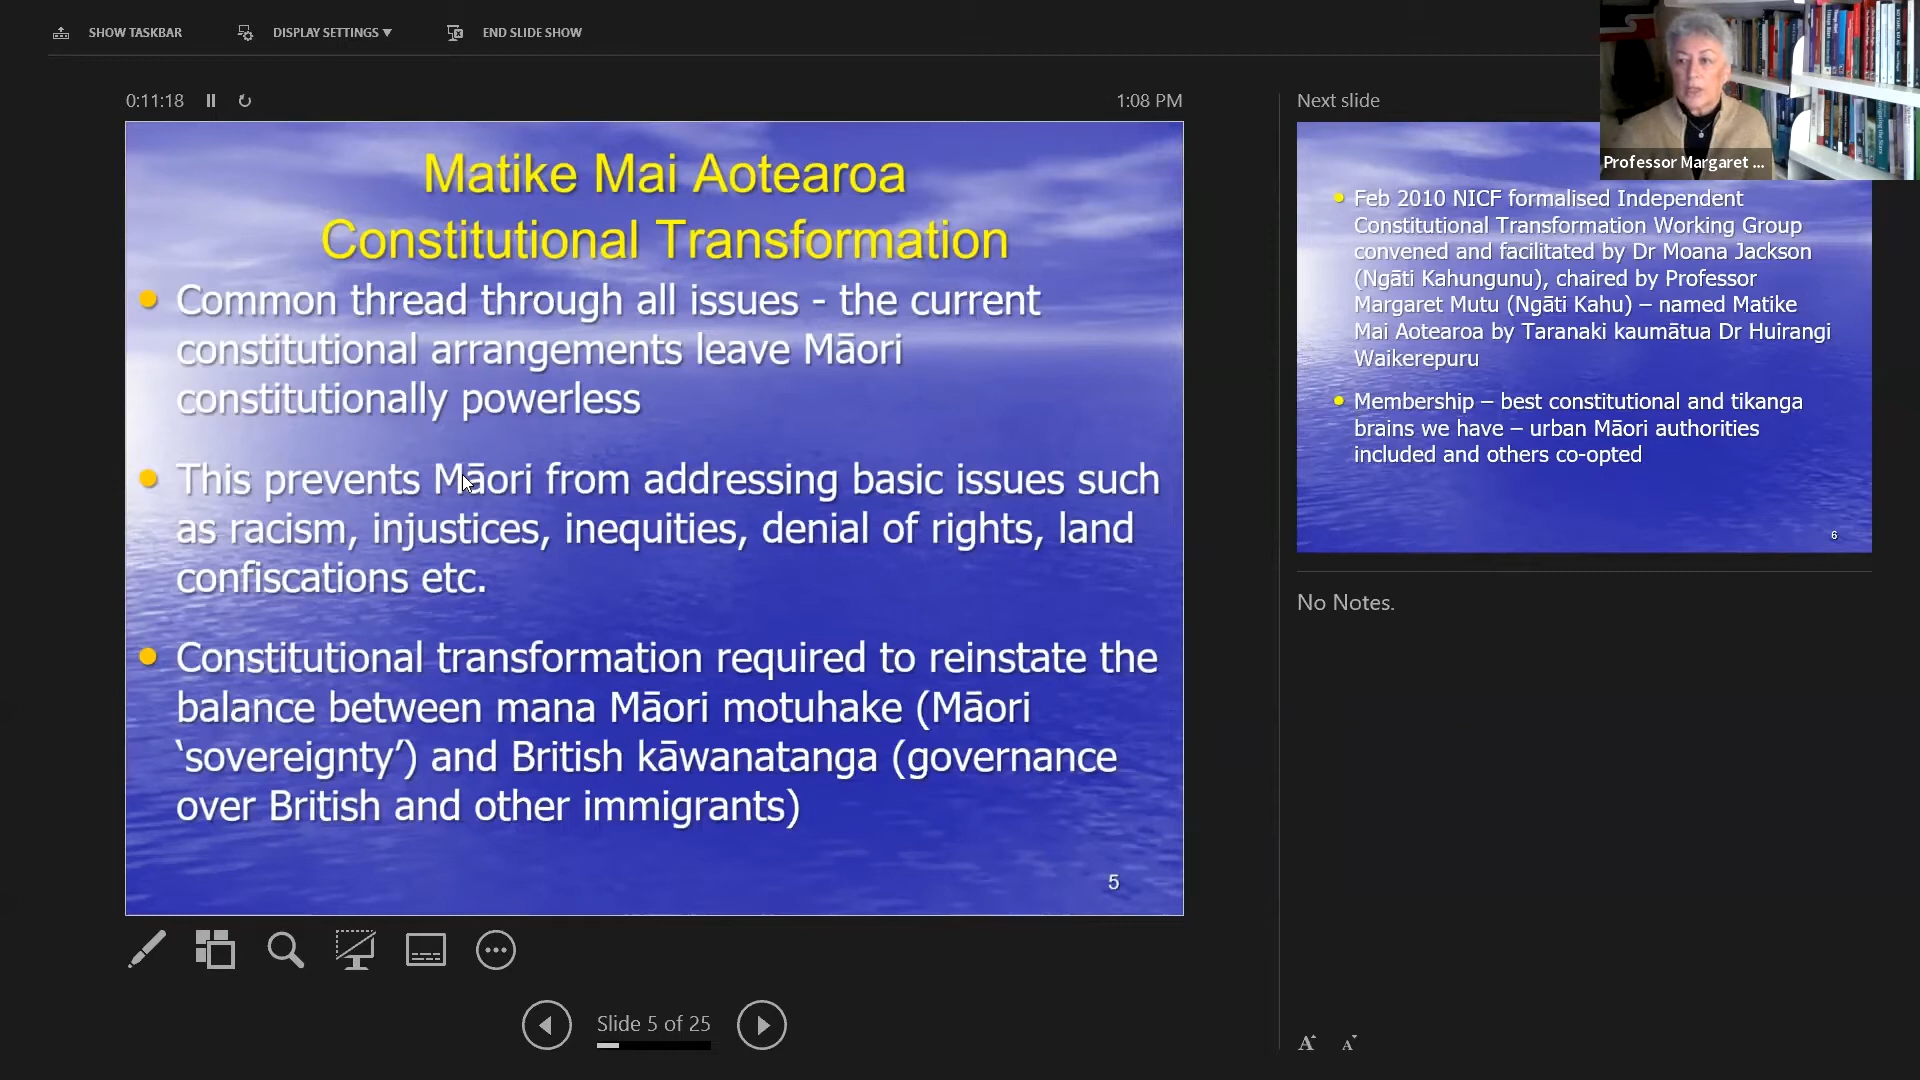 SHOW TASKBAR
DISPLAY SETTINGS ▼
END SLIDE SHOW
0:11:18
1:08 PM
Matike Mai Aotearoa
Constitutional Transformation
Common thread through all issues - the current
constitutional arrangements leave Māori
constitutionally powerless
This prevents Māori from addressing basic issues such
as racism, injustices, inequities, denial of rights, land
confiscations etc.
Constitutional transformation required to reinstate the
balance between mana Māori motuhake (Māori
‘sovereignty’) and British kāwanatanga (governance
over British and other immigrants)
5
Slide 5 of 25
Next slide
Professor Margaret ...
Feb 2010 NICF formalised Independent
Constitutional Transformation Working Group
convened and facilitated by Dr Moana Jackson
(Ngāti Kahungunu), chaired by Professor
Margaret Mutu (Ngāti Kahu) – named Matike
Mai Aotearoa by Taranaki kaumātua Dr Huirangi
Waikerepuru
Membership – best constitutional and tikanga
brains we have – urban Māori authorities
included and others co-opted
6
No Notes.
A A